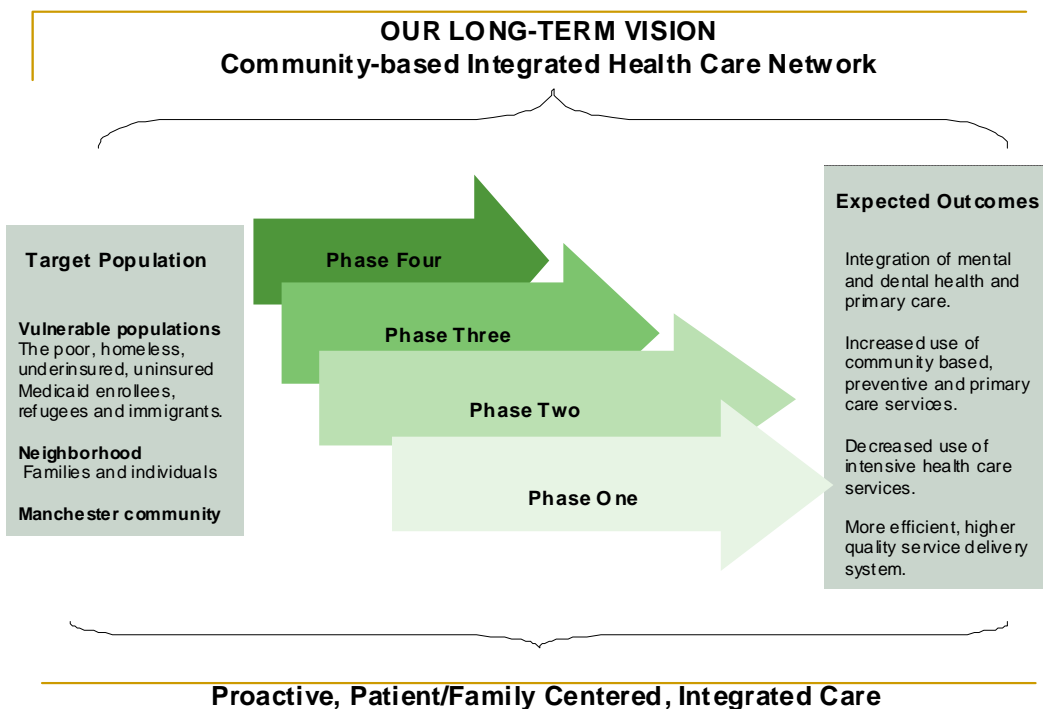 OUR LONG-TERM VISION
Community-based Integrated Health Care Network
Target Population
Vulnerable populations
The poor, homeless,
underinsured, uninsured
Medicaid enrollees,
refugees and immigrants.
Neighborhood
Families and individuals
Manchester community
Phase Four
Phase Three
Phase Two
Phase One
Expected Outcomes
Integration of mental
and dental health and
primary care.
Increased use of
community based,
preventive and primary
care services.
Decreased use of
intensive health care
services.
More efficient, higher
quality service delivery
system.
Proactive, Patient/Family Centered, Integrated Care